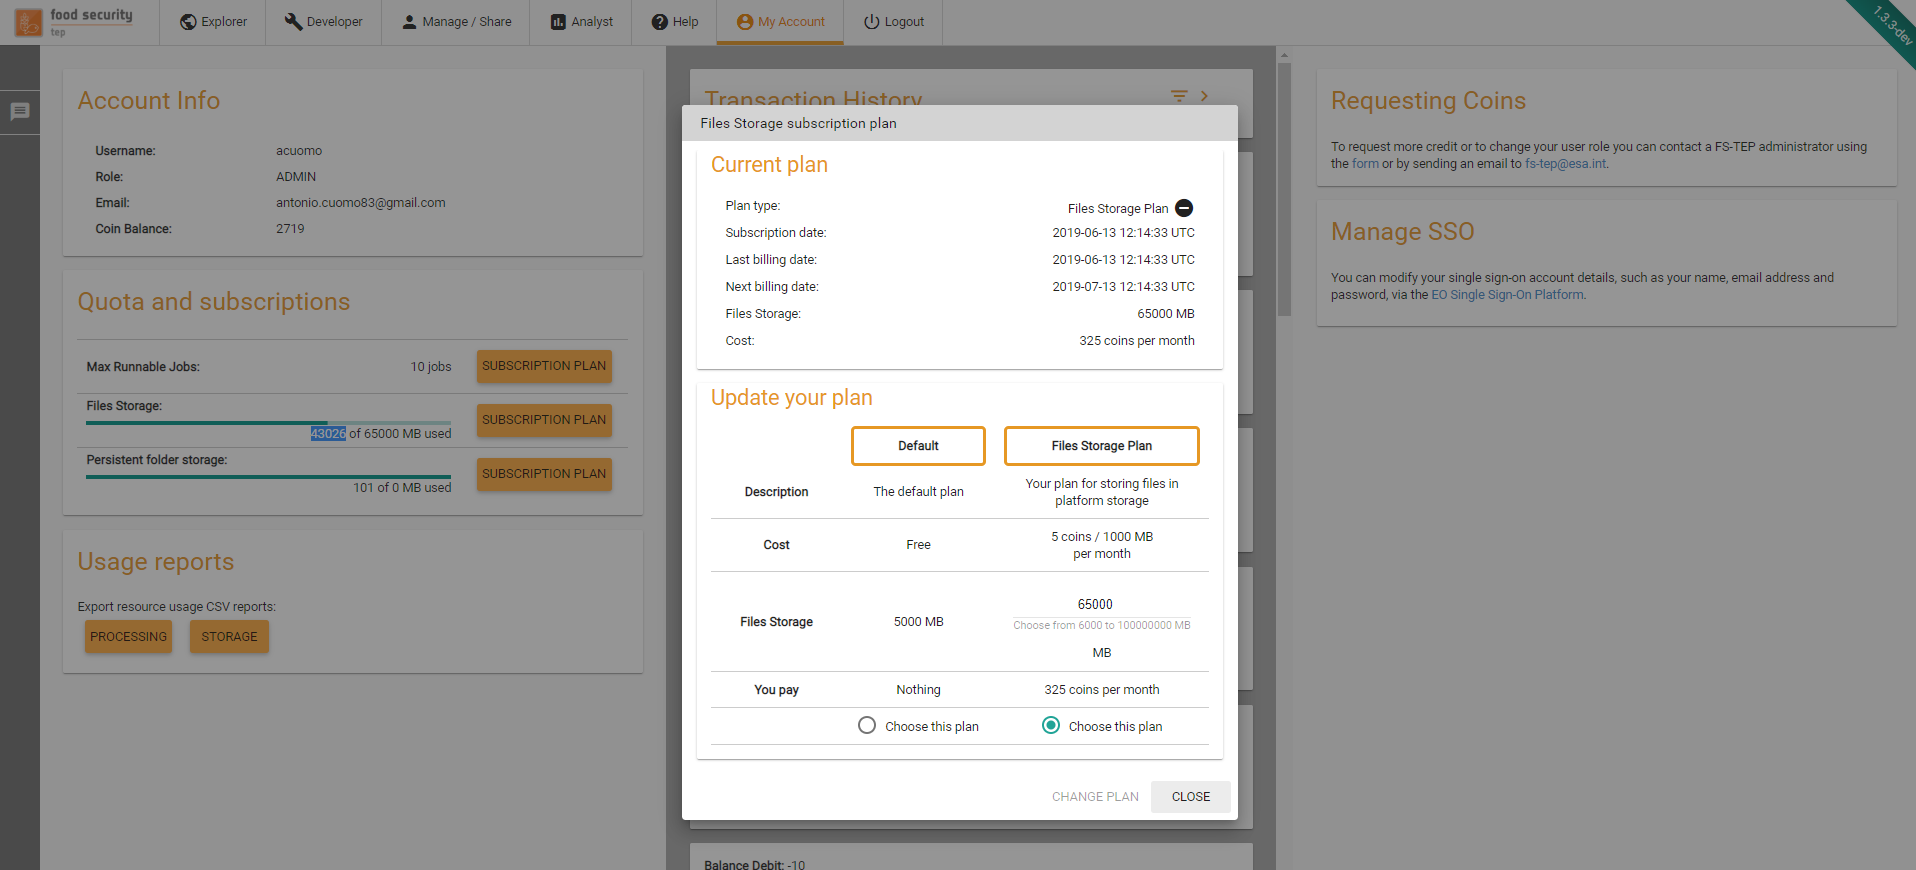 food security
tep
Explorer
Developer
Manage / Share
Analyst
Help
My Account
Logout
1.3.3-dev
Account Info
Username:
acuomo
Role:
ADMIN
Email:
antonio.cuomo83@gmail.com
Coin Balance:
2719
Quota and subscriptions
Max Runnable Jobs:
10 jobs
SUBSCRIPTION PLAN
Files Storage:
43026 of 65000 MB used
SUBSCRIPTION PLAN
Persistent folder storage:
101 of 0 MB used
SUBSCRIPTION PLAN
Usage reports
Export resource usage CSV reports:
PROCESSING
STORAGE
Transaction History
Files Storage subscription plan
Current plan
Plan type:
Files Storage Plan
Subscription date:
2019-06-13 12:14:33 UTC
Last billing date:
2019-06-13 12:14:33 UTC
Next billing date:
2019-07-13 12:14:33 UTC
Files Storage:
65000 MB
Cost:
325 coins per month
Update your plan
Default
Files Storage Plan
Description
The default plan
Your plan for storing files in
platform storage
Cost
Free
5 coins / 1000 MB
per month
Files Storage
5000 MB
65000
Choose from 6000 to 100000000 MB
MB
You pay
Nothing
325 coins per month
Choose this plan
Choose this plan
CHANGE PLAN
CLOSE
Balance Debit: -10
Requesting Coins
To request more credit or to change your user role you can contact a FS-TEP administrator using
the form or by sending an email to fs-tep@esa.int.
Manage SSO
You can modify your single sign-on account details, such as your name, email address and
password, via the EO Single Sign-On Platform.